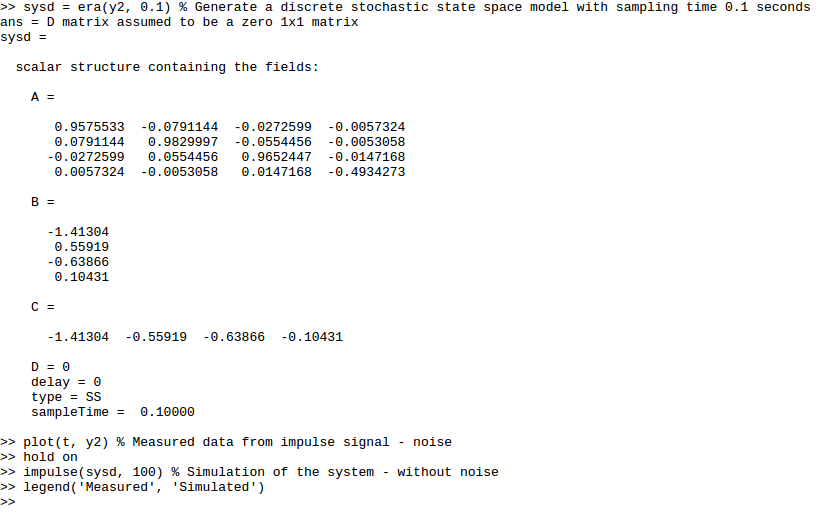 >> sysd = era(y2, 0.1) % Generate a discrete stochastic state space model with sampling time 0.1 seconds
ans = D matrix assumed to be a zero 1x1 matrix
sysd =
scalar structure containing the fields:
A =
0.9575533 -0.0791144 -0.0272599 -0.0057324
0.0791144 0.9829997 -0.0554456 -0.0053058
-0.0272599 0.0554456 0.9652447 -0.0147168
0.0057324 -0.0053058 0.0147168 -0.4934273
B =
-1.41304
0.55919
-0.63866
0.10431
C =
-1.41304 -0.55919 -0.63866 -0.10431
D = 0
delay = 0
type = SS
sampleTime = 0.10000
>> plot(t, y2) % Measured data from impulse signal - noise
>> hold on
>> impulse(sysd, 100) % Simulation of the system - without noise
>> legend('Measured', 'Simulated')
>>